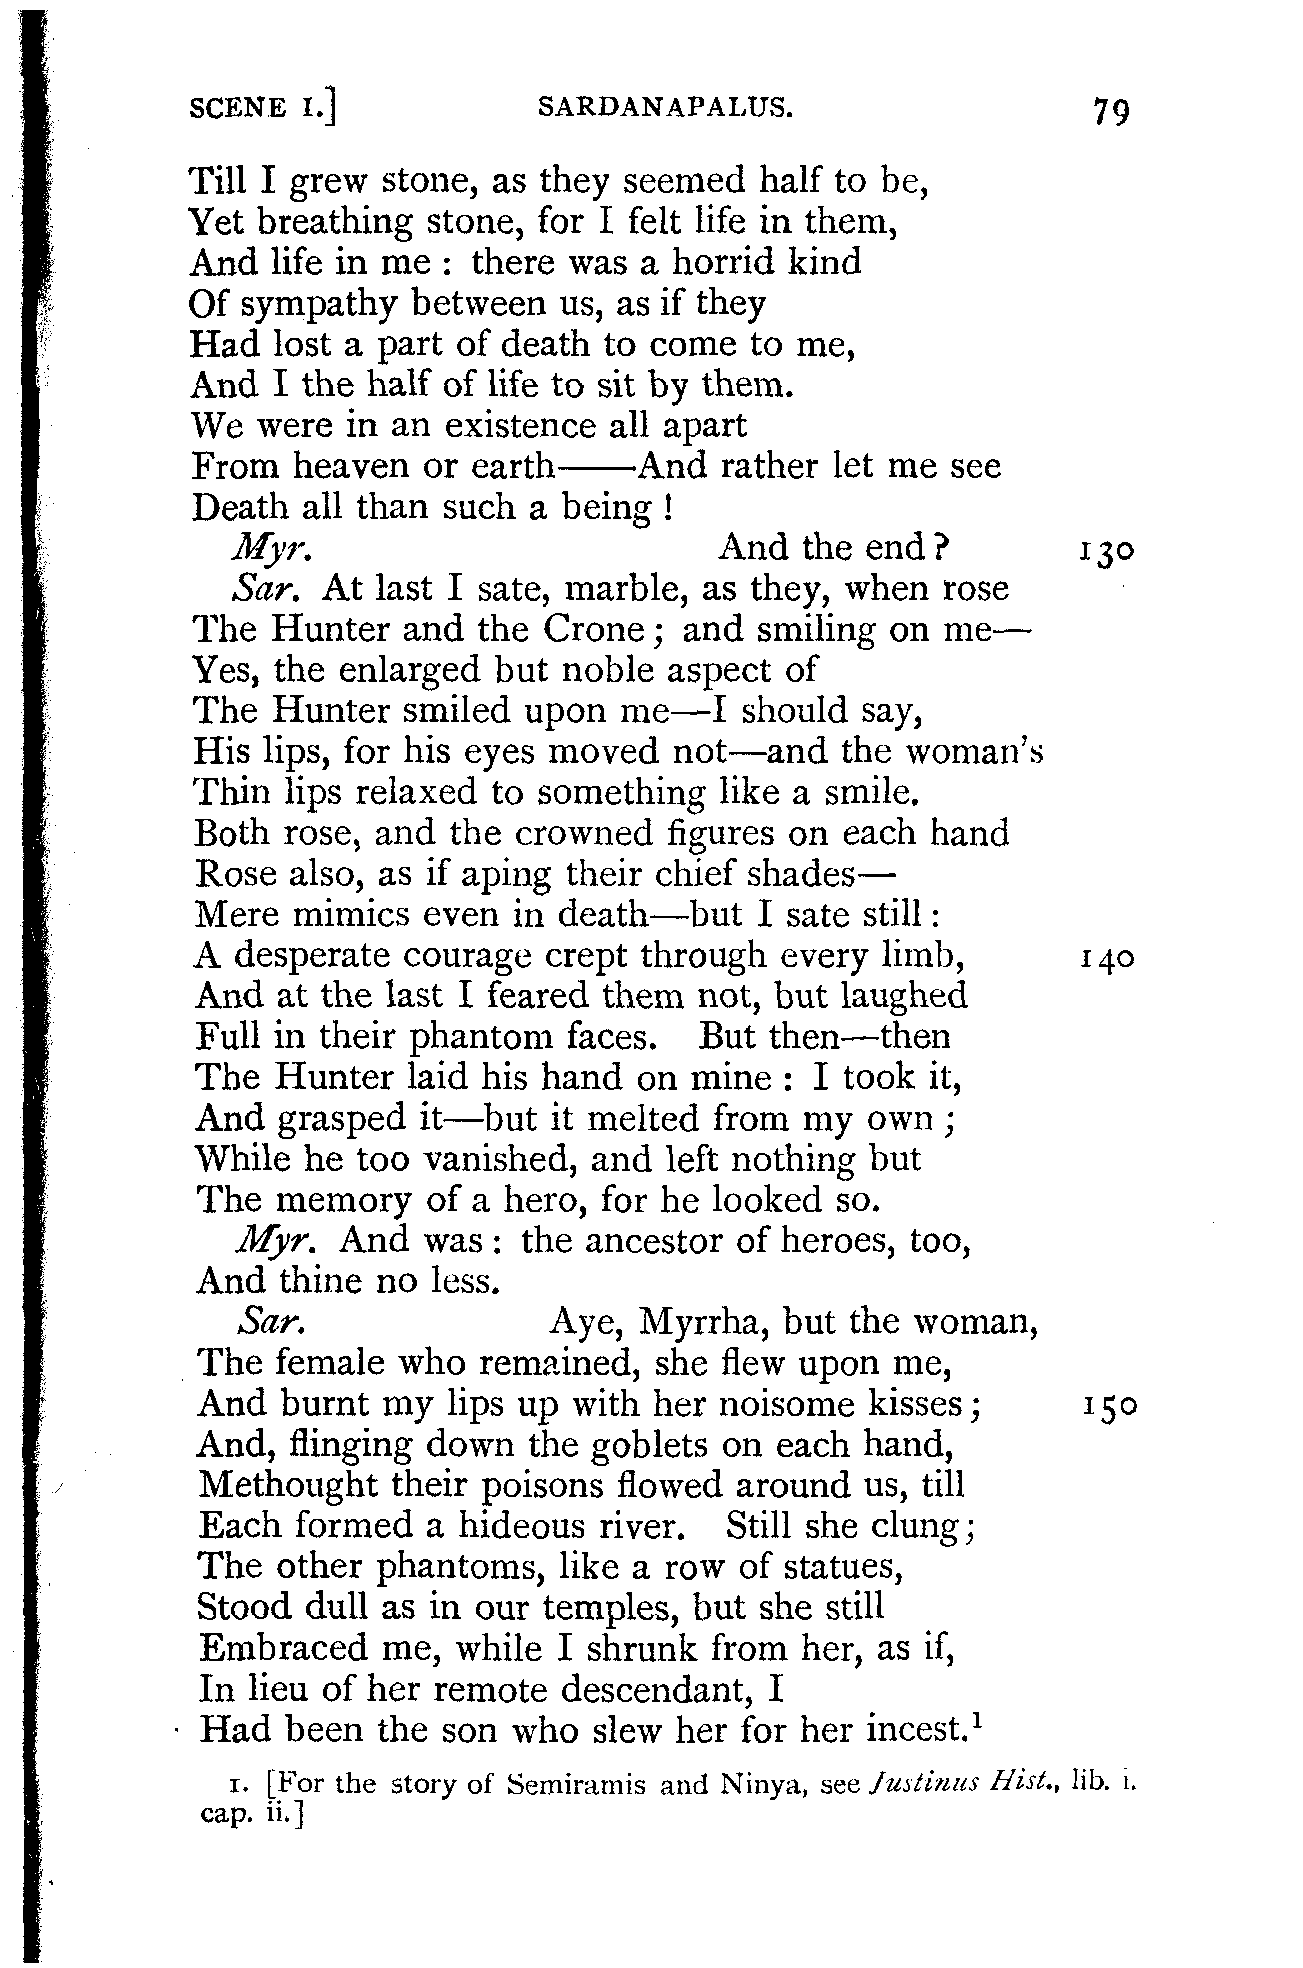 SCENE I.] SARDANAPALUS. 79
Till I grew stone, as they seemed half to be,
Yet breathing stone, for I felt life in them,
And life in me : there was a horrid kind
Of sympathy between us, as if they
Had lost a part of death to come to me,
And I the half of life to sit by them.
We were in an existence all apart
From heaven or earth——And rather let me see
Death all than such a being !
Myr. And the end ? 130
Sar. At last I sate, marble, as they, when rose
The Hunter and the Crone ; and smiling on me—
Yes, the enlarged but noble aspect of
The Hunter smiled upon me—I should say,
His lips, for his eyes moved not—and the woman's
Thin lips relaxed to something like a smile.
Both rose, and the crowned figures on each hand
Rose also, as if aping their chief shades—
Mere mimics even in death—but I sate still :
A desperate courage crept through every limb, 140
And at the last I feared them not, but laughed
Full in their phantom faces. But then—then
The Hunter laid his hand on mine : I took it,
And grasped it—but it melted from my own ;
While he too vanished, and left nothing but
The memory of a hero, for he looked so.
Myr. And was : the ancestor of heroes, too,
And thine no less.
Sar. Aye, Myrrha, but the woman,
The female who remained, she flew upon me,
And burnt my lips up with her noisome kisses ; 150
And, flinging down the goblets on each hand,
Methought their poisons flowed around us, till
Each formed a hideous river. Still she clung ;
The other phantoms, like a row of statues,
Stood dull as in our temples, but she still
Embraced me, while I shrunk from her, as if,
In lieu of her remote descendant, I
Had been the son who slew her for her incest.¹
1. [For the story of Semiramis and Ninya, see Justinus Hist., lib. i.
cap. ii.]